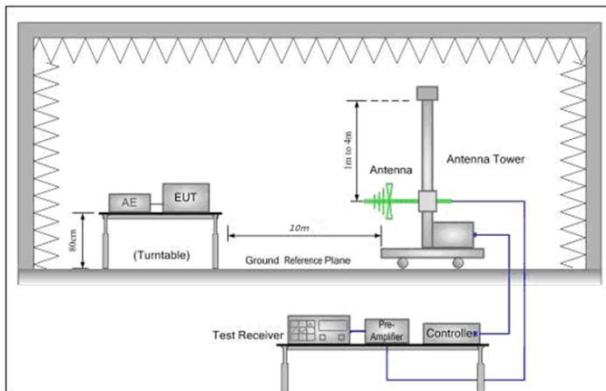 1m to 4m
Antenna
Antenna Tower
AE
EUT
80cm
(Turntable)
10m
Ground Reference Plane
Test Receiver
Pre-
Amplifier
Controller